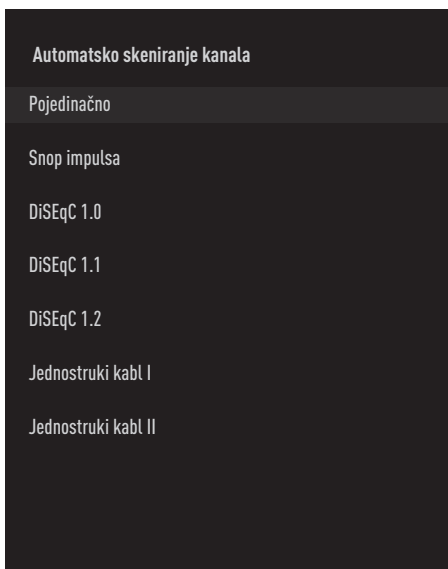 Automatsko skeniranje kanala
Pojedinačno
Snop impulsa
DiSEqC 1.0
DiSEqC 1.1
DiSEqC 1.2
Jednostruki kabl I
Jednostruki kabl II